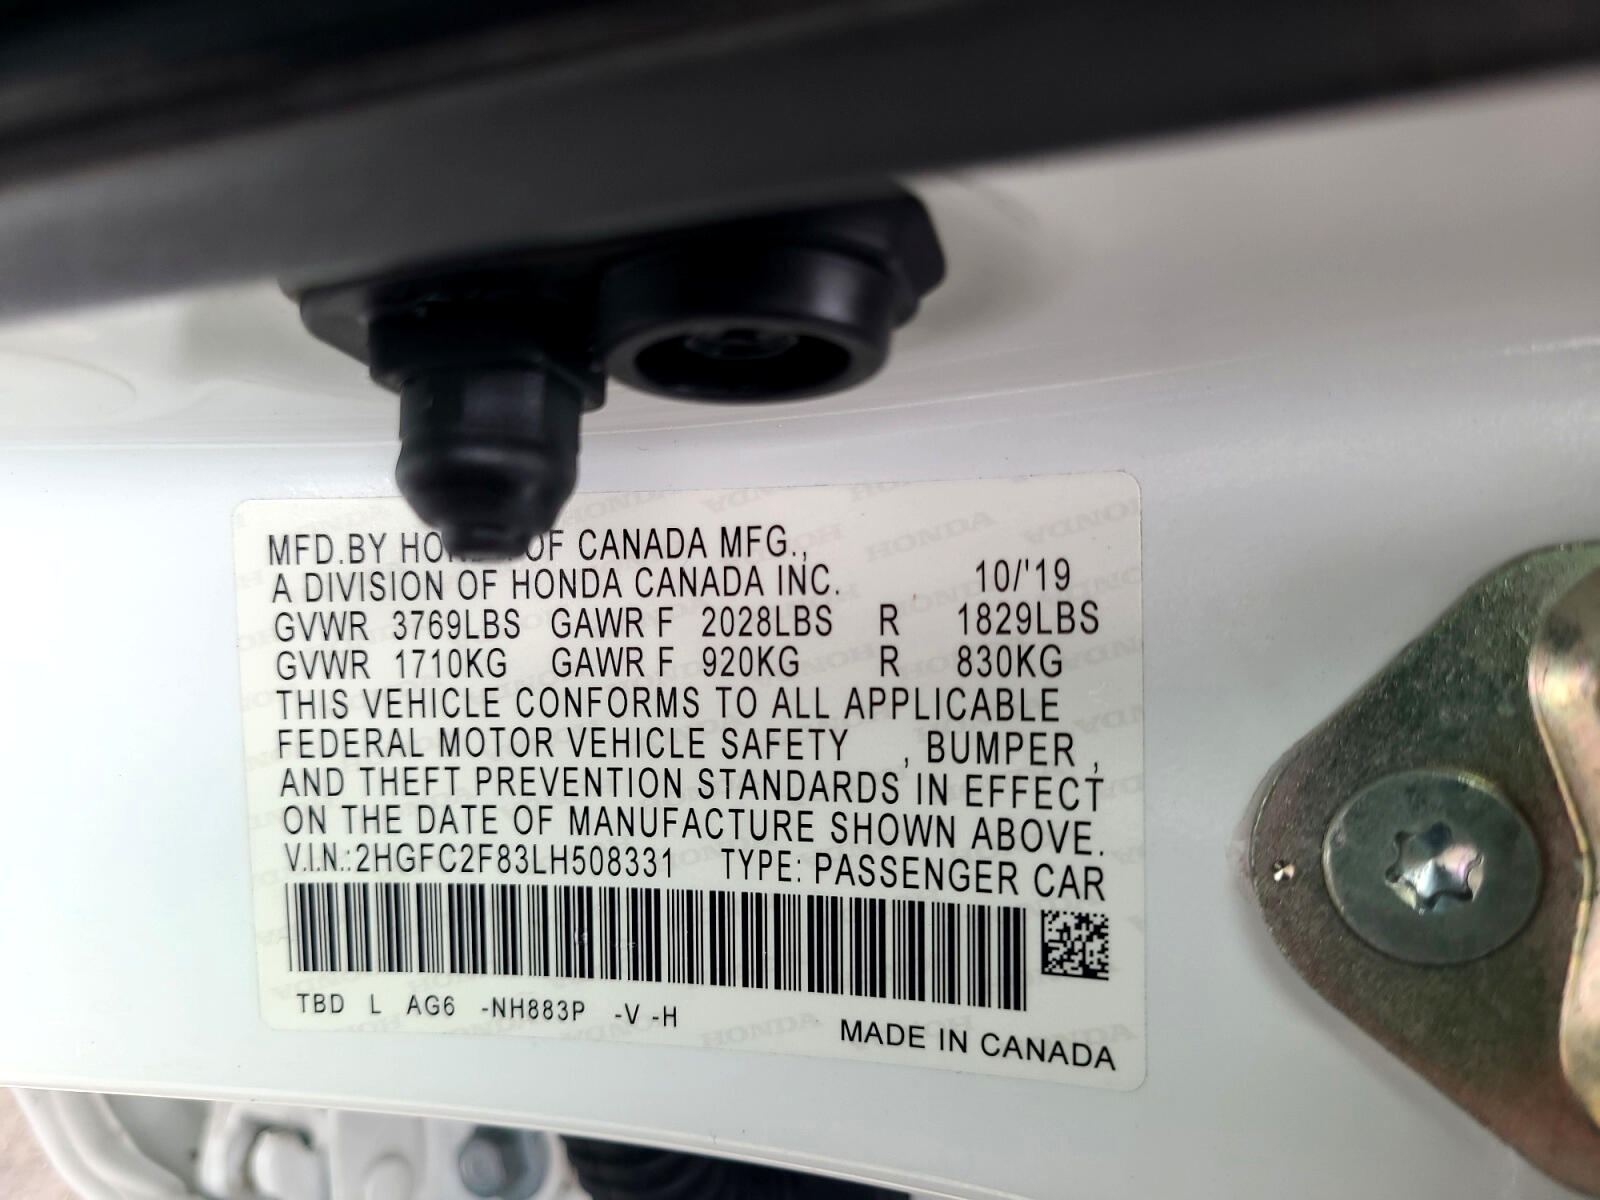 MFD.BY HONDA OF CANADA MFG.,
A DIVISION OF HONDA CANADA INC. 10/'19
GVWR 3769LBS GAWR F 2028LBS R 1829LBS
GVWR 1710KG GAWR F 920KG R 830KG
THIS VEHICLE CONFORMS TO ALL APPLICABLE
FEDERAL MOTOR VEHICLE SAFETY , BUMPER ,
AND THEFT PREVENTION STANDARDS IN EFFECT
ON THE DATE OF MANUFACTURE SHOWN ABOVE.
V.I.N.:2HGFC2F83LH508331 TYPE: PASSENGER CAR
TBD L AG6 -NH883P -V -H
MADE IN CANADA